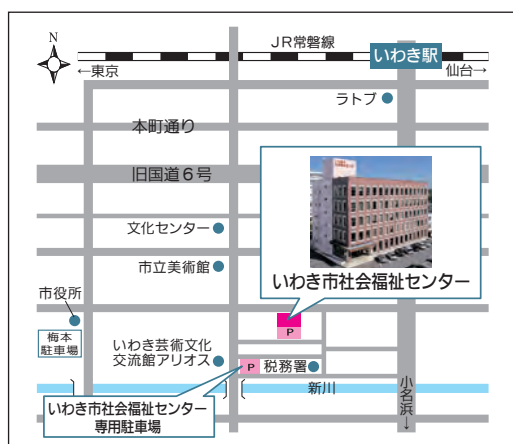 N
JR常磐線
いわき駅
←東京
仙台→
ラトブ
本町通り
旧国道6号
文化センター
市立美術館
いわき市社会福祉センター
市役所
梅本
駐車場
P
いわき芸術文化
交流館アリオス
P
税務署
新川
小名浜→
いわき市社会福祉センター
専用駐車場